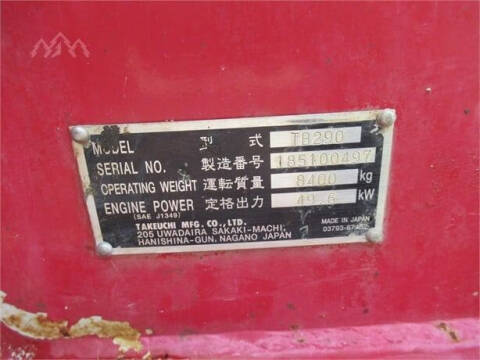 MODEL 型 式 TB290
SERIAL NO. 製造番号 185100497
OPERATING WEIGHT 運転質量 8400 kg
ENGINE POWER 定格出力 49.6 kW
(SAE J1349)
TAKEUCHI MFG. CO., LTD.
205 UWADAIRA SAKAKI-MACHI,
HANISHINA-GUN, NAGANO JAPAN
MADE IN JAPAN